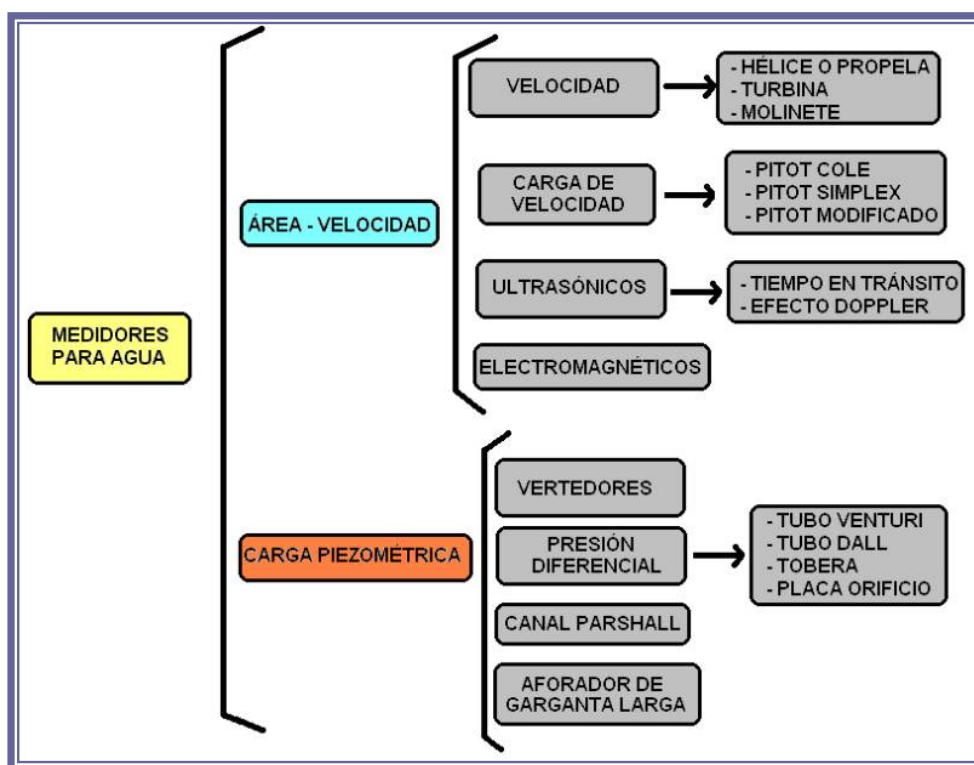 MEDIDORES
PARA AGUA
ÁREA - VELOCIDAD
VELOCIDAD
- HÉLICE O PROPELA
- TURBINA
- MOLINETE
CARGA DE
VELOCIDAD
- PITOT COLE
- PITOT SIMPLEX
- PITOT MODIFICADO
ULTRASÓNICOS
- TIEMPO EN TRÁNSITO
- EFECTO DOPPLER
ELECTROMAGNÉTICOS
CARGA PIEZOMÉTRICA
VERTEDORES
PRESIÓN
DIFERENCIAL
- TUBO VENTURI
- TUBO DALL
- TOBERA
- PLACA ORIFICIO
CANAL PARSHALL
AFORADOR DE
GARGANTA LARGA